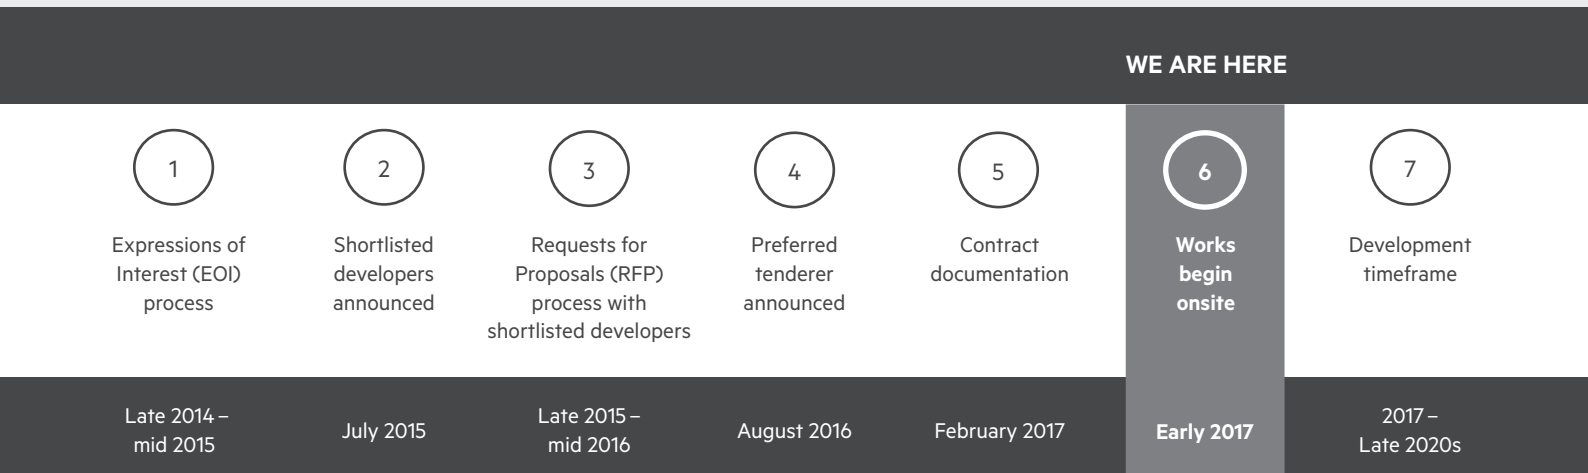 WE ARE HERE
1
Expressions of
Interest (EOI)
process
Late 2014 –
mid 2015
2
Shortlisted
developers
announced
July 2015
3
Requests for
Proposals (RFP)
process with
shortlisted developers
Late 2015 –
mid 2016
4
Preferred
tenderer
announced
August 2016
5
Contract
documentation
February 2017
6
Works
begin
onsite
Early 2017
7
Development
timeframe
2017 –
Late 2020s